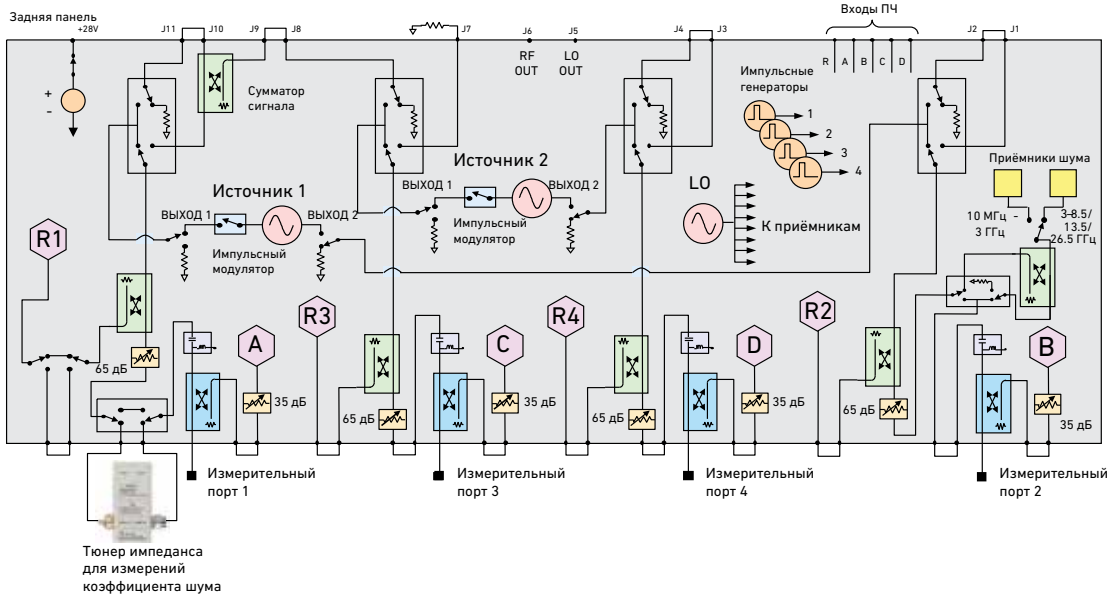 Задняя панель
+28V
J11
J10
J9
J8
J7
J6
J5
J4
J3
Входы ПЧ
J2
J1
RF
OUT
LO
OUT
R
A
B
C
D
+
-
Сумматор
сигнала
Импульсные
генераторы
1
2
3
4
Источник 1
Источник 2
LO
Приёмники шума
ВЫХОД 1
ВЫХОД 2
ВЫХОД 1
ВЫХОД 2
Импульсный
модулятор
Импульсный
модулятор
К приёмникам
10 МГц -
3 ГГц
3-8.5/
13.5/
26.5 ГГц
R1
R3
R4
R2
A
C
D
B
65 дБ
35 дБ
65 дБ
35 дБ
65 дБ
35 дБ
65 дБ
35 дБ
Измерительный
порт 1
Измерительный
порт 3
Измерительный
порт 4
Измерительный
порт 2
Тюнер импеданса
для измерений
коэффициента шума